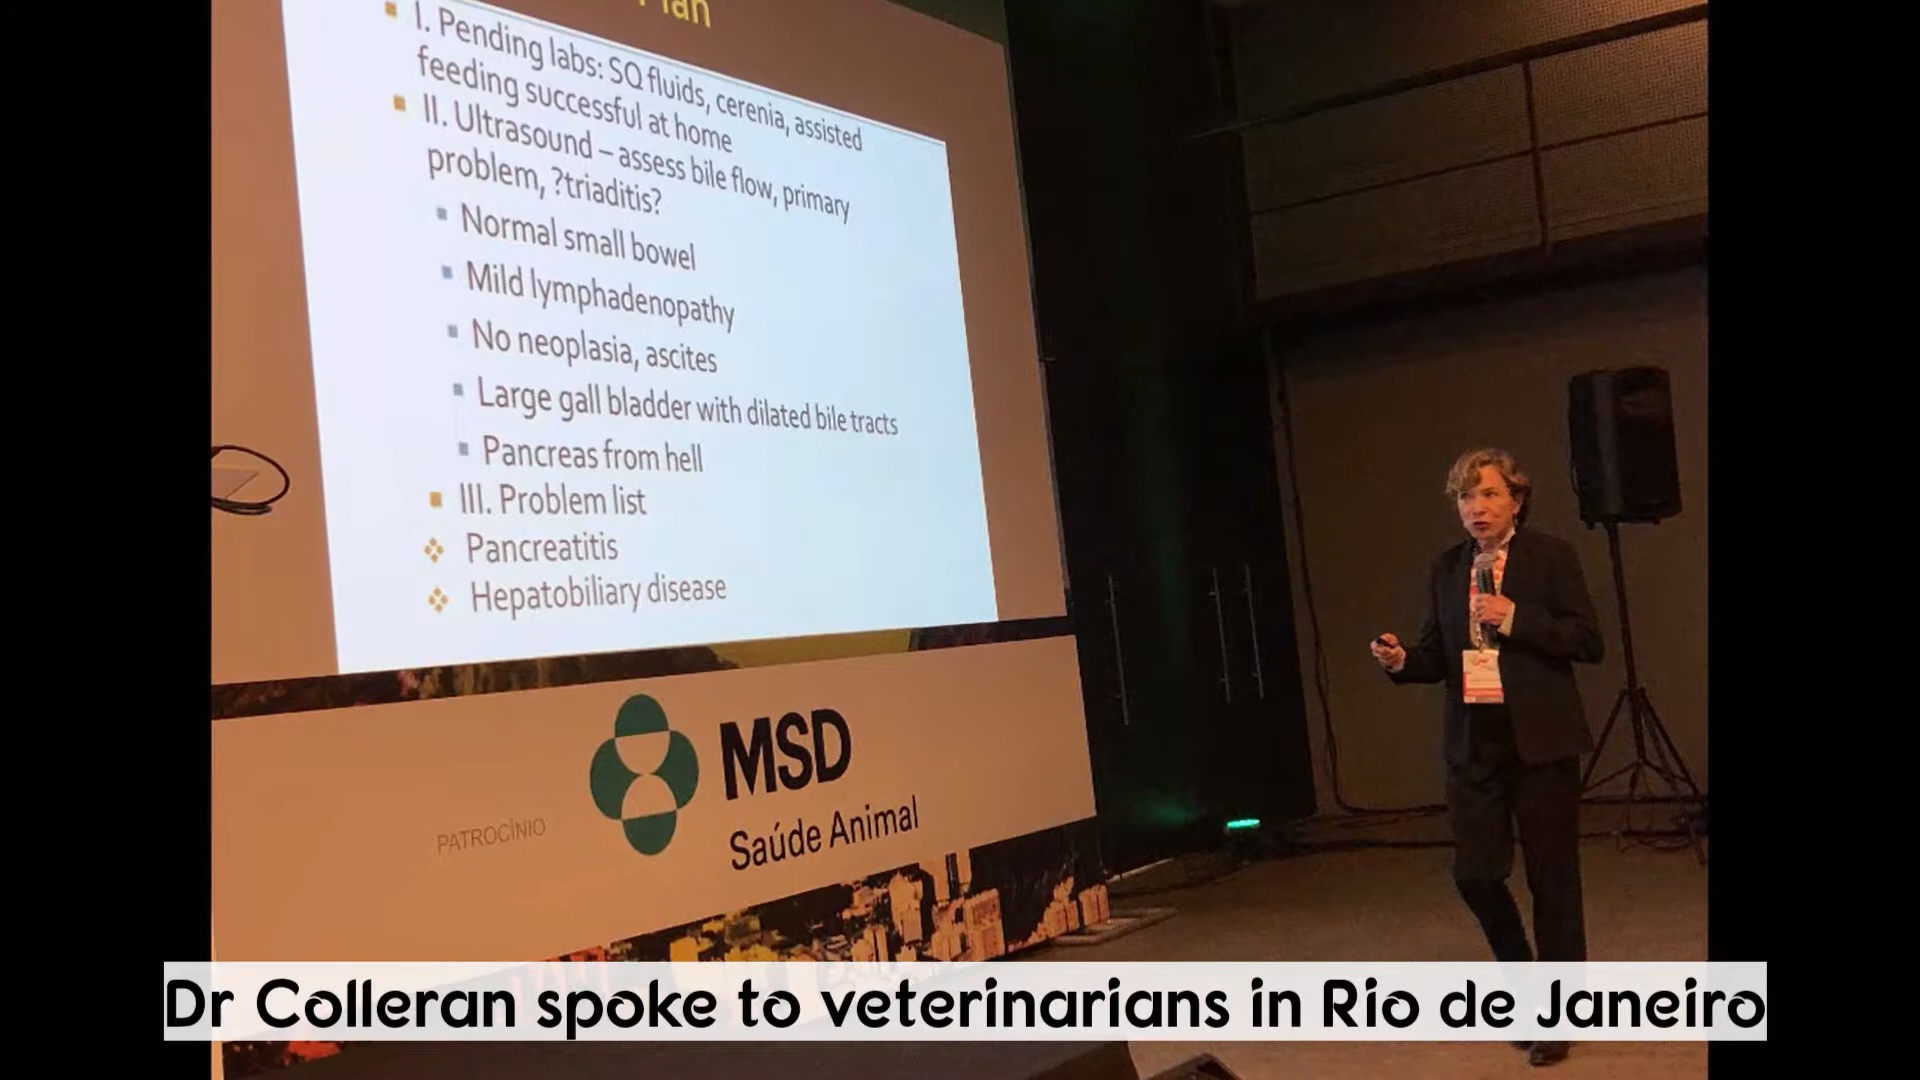 Plan
I. Pending labs: SQ fluids, cerenia, assisted
feeding successful at home
II. Ultrasound – assess bile flow, primary
problem, ?triaditis?
Normal small bowel
Mild lymphadenopathy
No neoplasia, ascites
Large gall bladder with dilated bile tracts
Pancreas from hell
III. Problem list
Pancreatitis
Hepatobiliary disease
PATROCÍNIO
MSD
Saúde Animal
Dr Colleran spoke to veterinarians in Rio de Janeiro